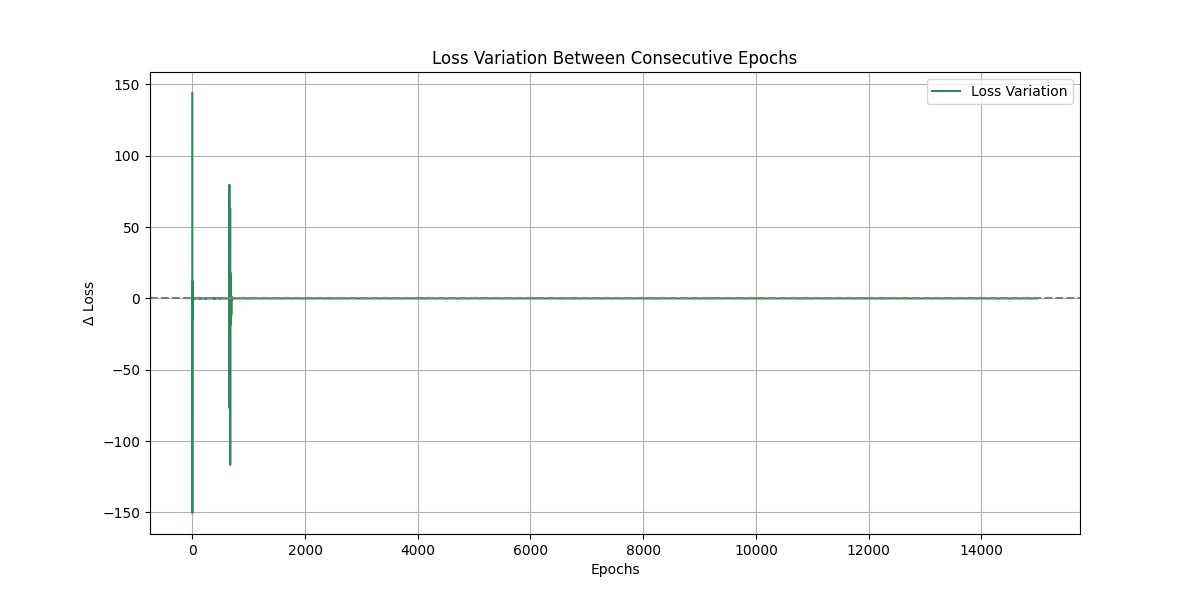 Loss Variation Between Consecutive Epochs
Loss Variation
Δ Loss
150
100
50
0
−50
−100
−150
0 2000 4000 6000 8000 10000 12000 14000
Epochs